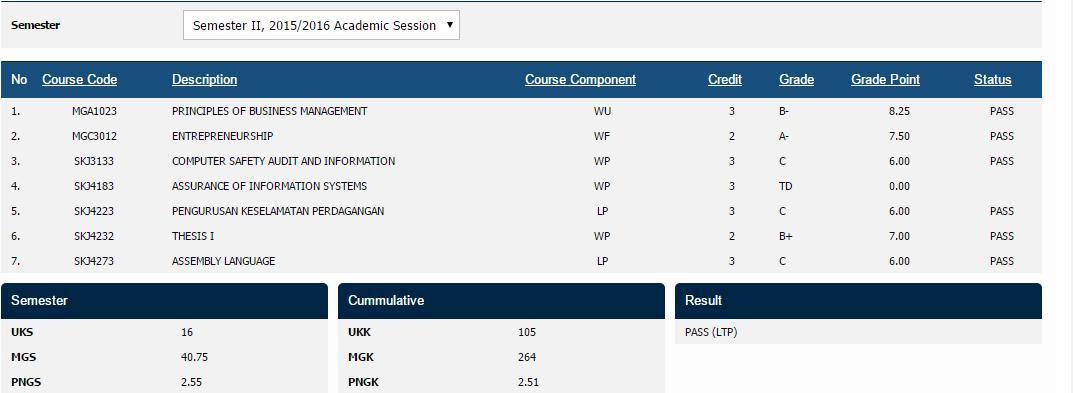 Semester Semester II, 2015/2016 Academic Session
No Course Code Description Course Component Credit Grade Grade Point Status
1. MGA1023 PRINCIPLES OF BUSINESS MANAGEMENT WU 3 B- 8.25 PASS
2. MGC3012 ENTREPRENEURSHIP WF 2 A- 7.50 PASS
3. SKJ3133 COMPUTER SAFETY AUDIT AND INFORMATION WP 3 C 6.00 PASS
4. SKJ4183 ASSURANCE OF INFORMATION SYSTEMS WP 3 TD 0.00
5. SKJ4223 PENGURUSAN KESELAMATAN PERDAGANGAN LP 3 C 6.00 PASS
6. SKJ4232 THESIS I WP 2 B+ 7.00 PASS
7. SKJ4273 ASSEMBLY LANGUAGE LP 3 C 6.00 PASS
Semester Cummulative Result
UKS 16 UKK 105 PASS (LTP)
MGS 40.75 MGK 264
PNGS 2.55 PNGK 2.51